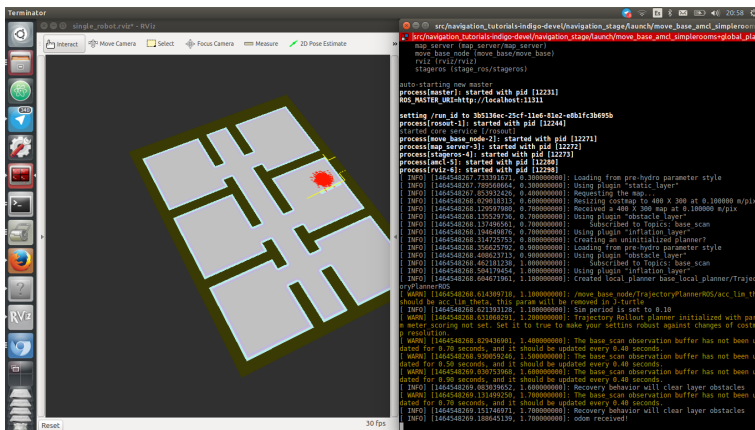 Terminator
Es
20:58
single_robot.rviz* - RViz
Interact
Move Camera
Select
Focus Camera
Measure
2D Pose Estimate
»
Reset
30 fps
src/navigation_tutorials-indigo-devel/navigation_stage/launch/move_base_amcl_simplerooms
src/navigation_tutorials-indigo-devel/navigation_stage/launch/move_base_amcl_simplerooms+global_pla
map_server (map_server/map_server)
move_base_node (move_base/move_base)
rviz (rviz/rviz)
stageros (stage_ros/stageros)
auto-starting new master
process[master]: started with pid [12231]
ROS_MASTER_URI=http://localhost:11311
setting /run_id to 3b5136ec-25cf-11e6-81e2-e8b1fc3b695b
process[rosout-1]: started with pid [12244]
started core service [/rosout]
process[move_base_node-2]: started with pid [12271]
process[map_server-3]: started with pid [12272]
process[stageros-4]: started with pid [12273]
process[amcl-5]: started with pid [12280]
process[rviz-6]: started with pid [12298]
[ INFO] [1464548267.733391671, 0.300000000]: Loading from pre-hydro parameter style
[ INFO] [1464548267.789560664, 0.300000000]: Using plugin "static_layer"
[ INFO] [1464548267.853932426, 0.400000000]: Requesting the map...
[ INFO] [1464548268.029018313, 0.600000000]: Resizing costmap to 400 X 300 at 0.100000 m/pix
[ INFO] [1464548268.129597980, 0.700000000]: Received a 400 X 300 map at 0.100000 m/pix
[ INFO] [1464548268.135529736, 0.700000000]: Using plugin "obstacle_layer"
[ INFO] [1464548268.137496561, 0.700000000]: Subscribed to Topics: base_scan
[ INFO] [1464548268.194649876, 0.700000000]: Using plugin "inflation_layer"
[ INFO] [1464548268.314725753, 0.800000000]: Creating an uninitialized planner?
[ INFO] [1464548268.356625792, 0.900000000]: Loading from pre-hydro parameter style
[ INFO] [1464548268.408623713, 0.900000000]: Using plugin "obstacle_layer"
[ INFO] [1464548268.462181238, 1.000000000]: Subscribed to Topics: base_scan
[ INFO] [1464548268.504179454, 1.000000000]: Using plugin "inflation_layer"
[ INFO] [1464548268.604671961, 1.100000000]: Created local_planner base_local_planner/Traject
oryPlannerROS
[ WARN] [1464548268.614309718, 1.100000000]: /move_base_node/TrajectoryPlannerROS/acc_lim_th
should be acc_lim_theta, this param will be removed in J-turtle
[ INFO] [1464548268.621393128, 1.100000000]: Sim period is set to 0.10
[ WARN] [1464548268.631060291, 1.200000000]: Trajectory Rollout planner initialized with par
m meter_scoring not set. Set it to true to make your settins robust against changes of costm
p resolution.
[ WARN] [1464548268.829436901, 1.400000000]: The base_scan observation buffer has not been u
dated for 0.70 seconds, and it should be updated every 0.40 seconds.
[ WARN] [1464548268.930059246, 1.500000000]: The base_scan observation buffer has not been u
dated for 0.50 seconds, and it should be updated every 0.40 seconds.
[ WARN] [1464548269.030753968, 1.600000000]: The base_scan observation buffer has not been u
dated for 0.90 seconds, and it should be updated every 0.40 seconds.
[ INFO] [1464548269.083039652, 1.600000000]: Recovery behavior will clear layer obstacles
[ WARN] [1464548269.131499250, 1.700000000]: The base_scan observation buffer has not been u
dated for 0.70 seconds, and it should be updated every 0.40 seconds.
[ INFO] [1464548269.151746971, 1.700000000]: Recovery behavior will clear layer obstacles
[ INFO] [1464548269.188645139, 1.700000000]: odom received!